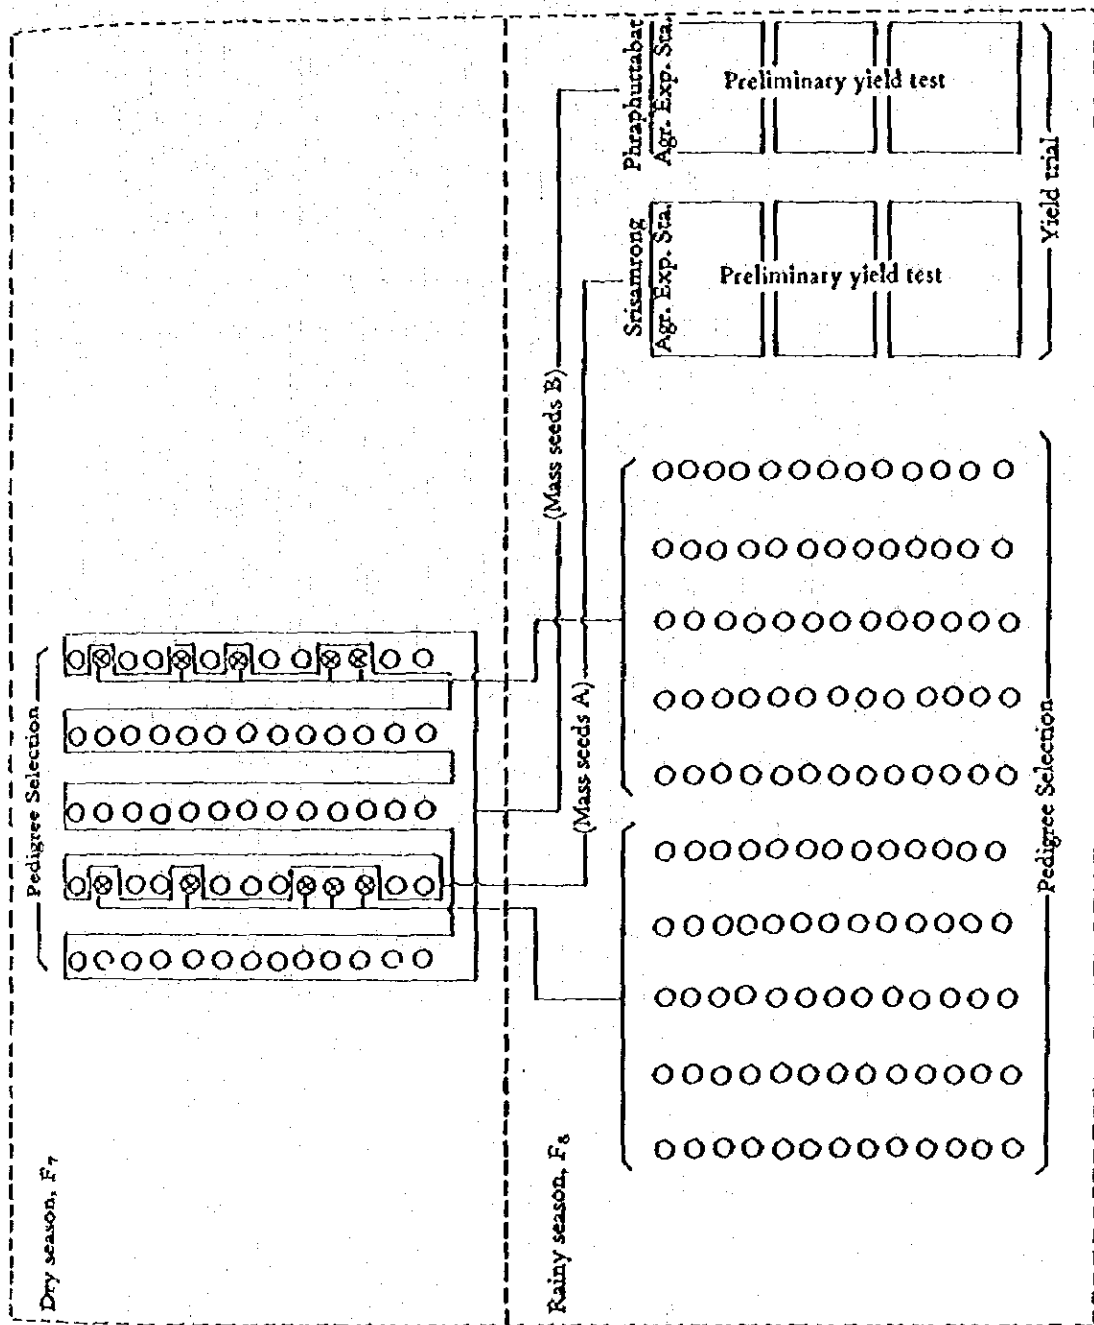 Dry season, F₇
Pedigree Selection
Rainy season, F₈
(Mass seeds A)
(Mass seeds B)
Pedigree Selection
Srisamrong
Agr. Exp. Sta.
Preliminary yield test
Phraphuttabat
Agr. Exp. Sta.
Preliminary yield test
Yield trial